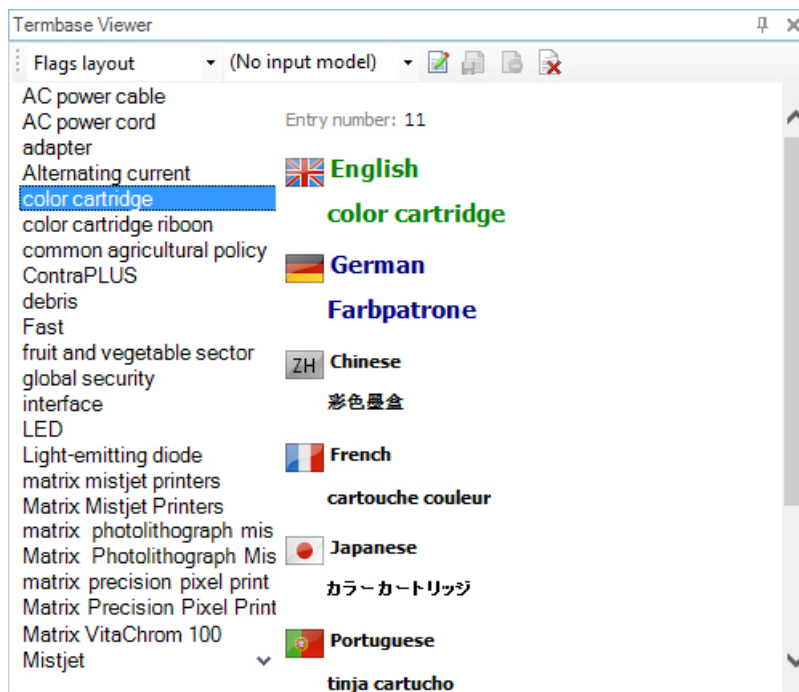 Termbase Viewer
Flags layout
(No input model)
AC power cable
AC power cord
adapter
Alternating current
color cartridge
color cartridge riboon
common agricultural policy
ContraPLUS
debris
Fast
fruit and vegetable sector
global security
interface
LED
Light-emitting diode
matrix mistjet printers
Matrix Mistjet Printers
matrix photolithograph mis
Matrix Photolithograph Mis
matrix precision pixel print
Matrix Precision Pixel Print
Matrix VitaChrom 100
Mistjet
Entry number: 11
English
color cartridge
German
Farbpatrone
ZH Chinese
彩色墨盒
French
cartouche couleur
Japanese
カラーカートリッジ
Portuguese
tinja cartucho